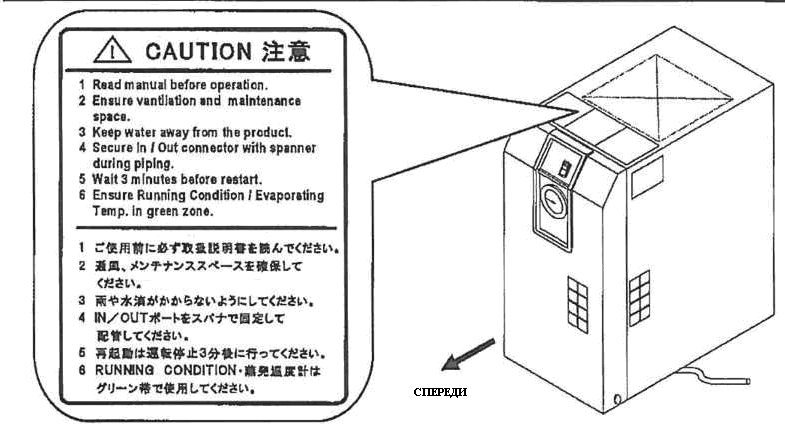 CAUTION 注意
1 Read manual before operation.
2 Ensure vantilation and maintenance
space.
3 Keep water away from the product.
4 Secure In / Out connector with spanner
during piping.
5 Wait 3 minutes before restart.
6 Ensure Running Condition / Evaporating
Temp. in green zone.
1 ご使用前に必ず取扱説明書を読んでください。
2 通風、メンテナンススペースを確保して
ください。
3 雨や水滴がかからないようにしてください。
4 IN/OUTポートをスパナで固定して
配管してください。
5 再起動は運転停止3分後に行ってください。
6 RUNNING CONDITION・蒸発温度計は
グリーン帯で使用してください。
СПЕРЕДИ